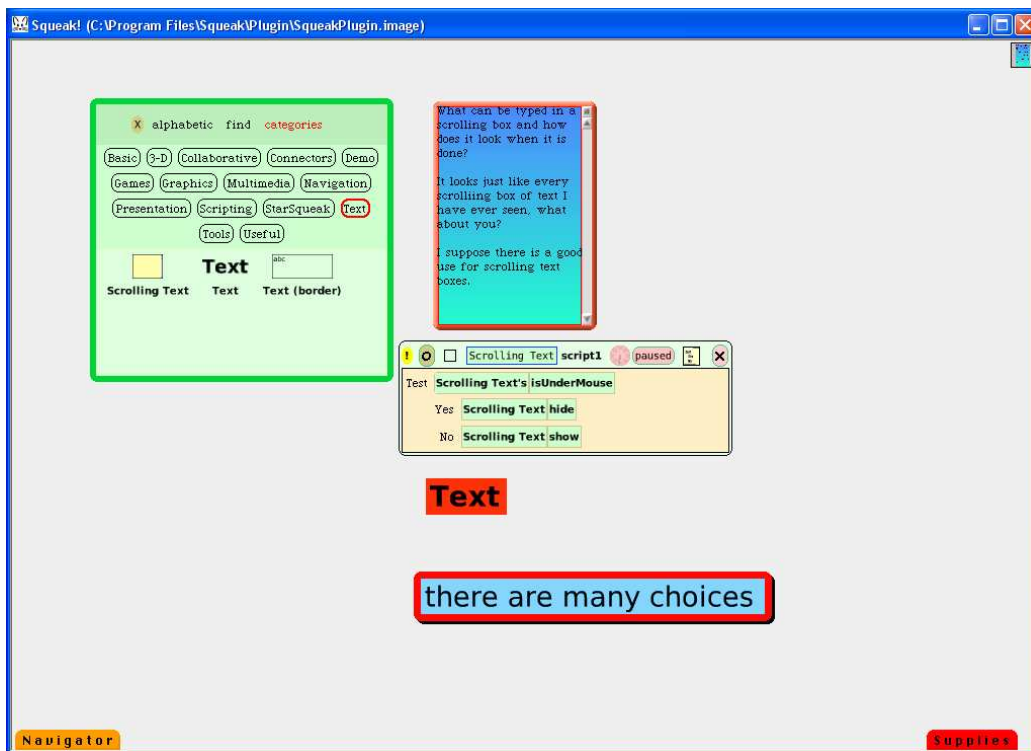 Squeak! (C:\Program Files\Squeak\Plugin\SqueakPlugin.image)
X alphabetic find categories
Basic 3-D Collaborative Connectors Demo
Games Graphics Multimedia Navigation
Presentation Scripting StarSqueak Text
Tools Useful
Text abc
Scrolling Text Text Text (border)
What can be typed in a
scrolling box and how
does it look when it is
done?
It looks just like every
scrolliing box of text I
have ever seen, what
about you?
I suppose there is a good
use for scrolling text
boxes.
! O Scrolling Text script1 paused X
Test Scrolling Text's isUnderMouse
Yes Scrolling Text hide
No Scrolling Text show
Text
there are many choices
Navigator Supplies